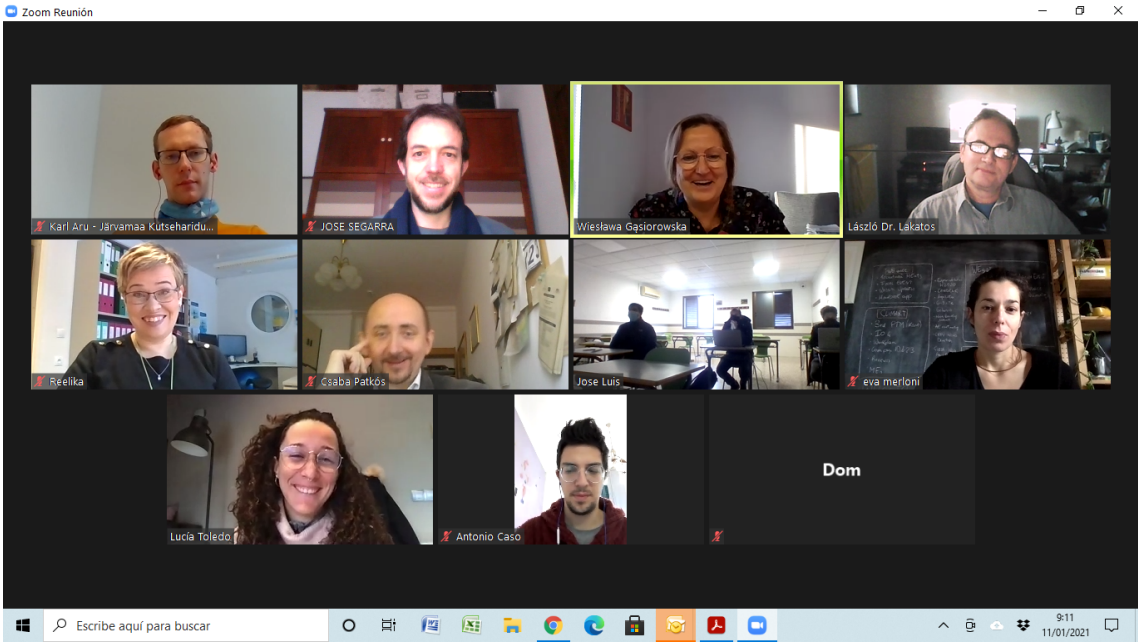 Zoom Reunión
Karl Aru - Järvamaa Kutseharidu...
JOSE SEGARRA
Wiesława Gąsiorowska
László Dr. Lakatos
Reelika
Csaba Patkós
Jose Luis
eva merloni
Lucía Toledo
Antonio Caso
Dom
Escribe aquí para buscar
9:11
11/01/2021